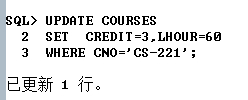 SQL> UPDATE COURSES
  2  SET  CREDIT=3,LHOUR=60
  3  WHERE CNO='CS-221';
已更新 1 行。